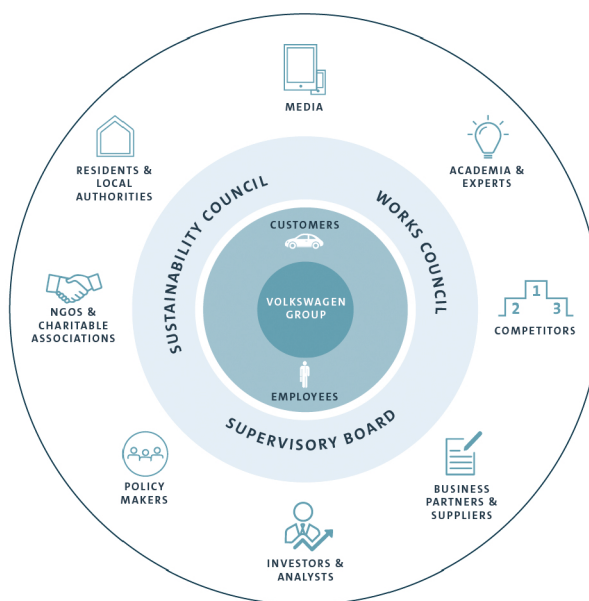 MEDIA
RESIDENTS &
LOCAL
AUTHORITIES
ACADEMIA &
EXPERTS
SUSTAINABILITY COUNCIL
WORKS COUNCIL
CUSTOMERS
VOLKSWAGEN
GROUP
NGOS &
CHARITABLE
ASSOCIATIONS
1
2 3
COMPETITORS
EMPLOYEES
SUPERVISORY BOARD
POLICY
MAKERS
BUSINESS
PARTNERS &
SUPPLIERS
INVESTORS &
ANALYSTS